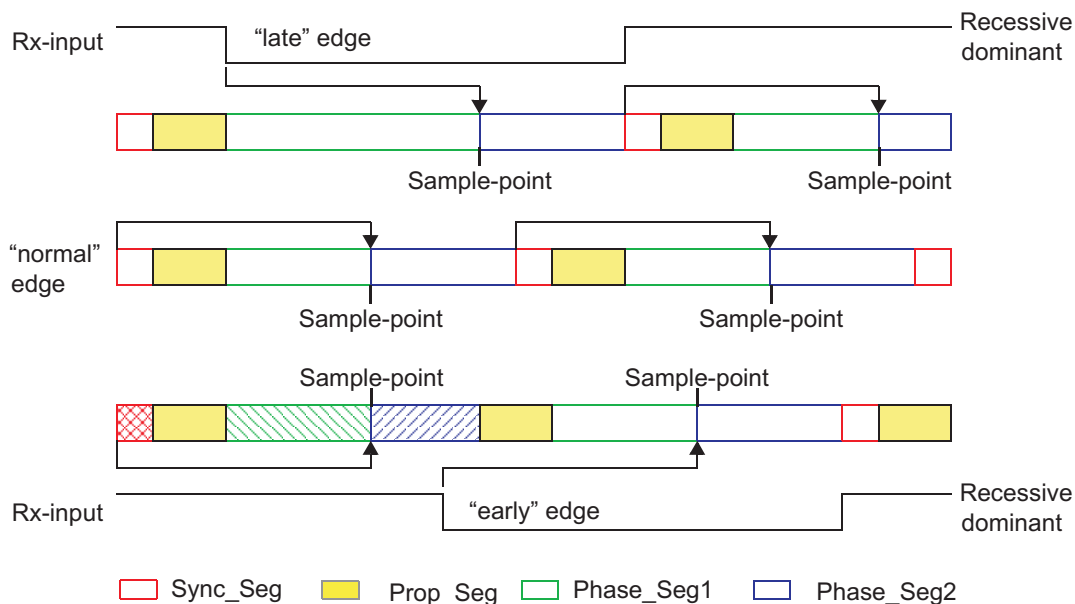 Rx-input
“late” edge
Recessive
dominant
Sample-point
Sample-point
“normal”
edge
Sample-point
Sample-point
Sample-point
Sample-point
Rx-input
“early” edge
Recessive
dominant
Sync_Seg
Prop_Seg
Phase_Seg1
Phase_Seg2